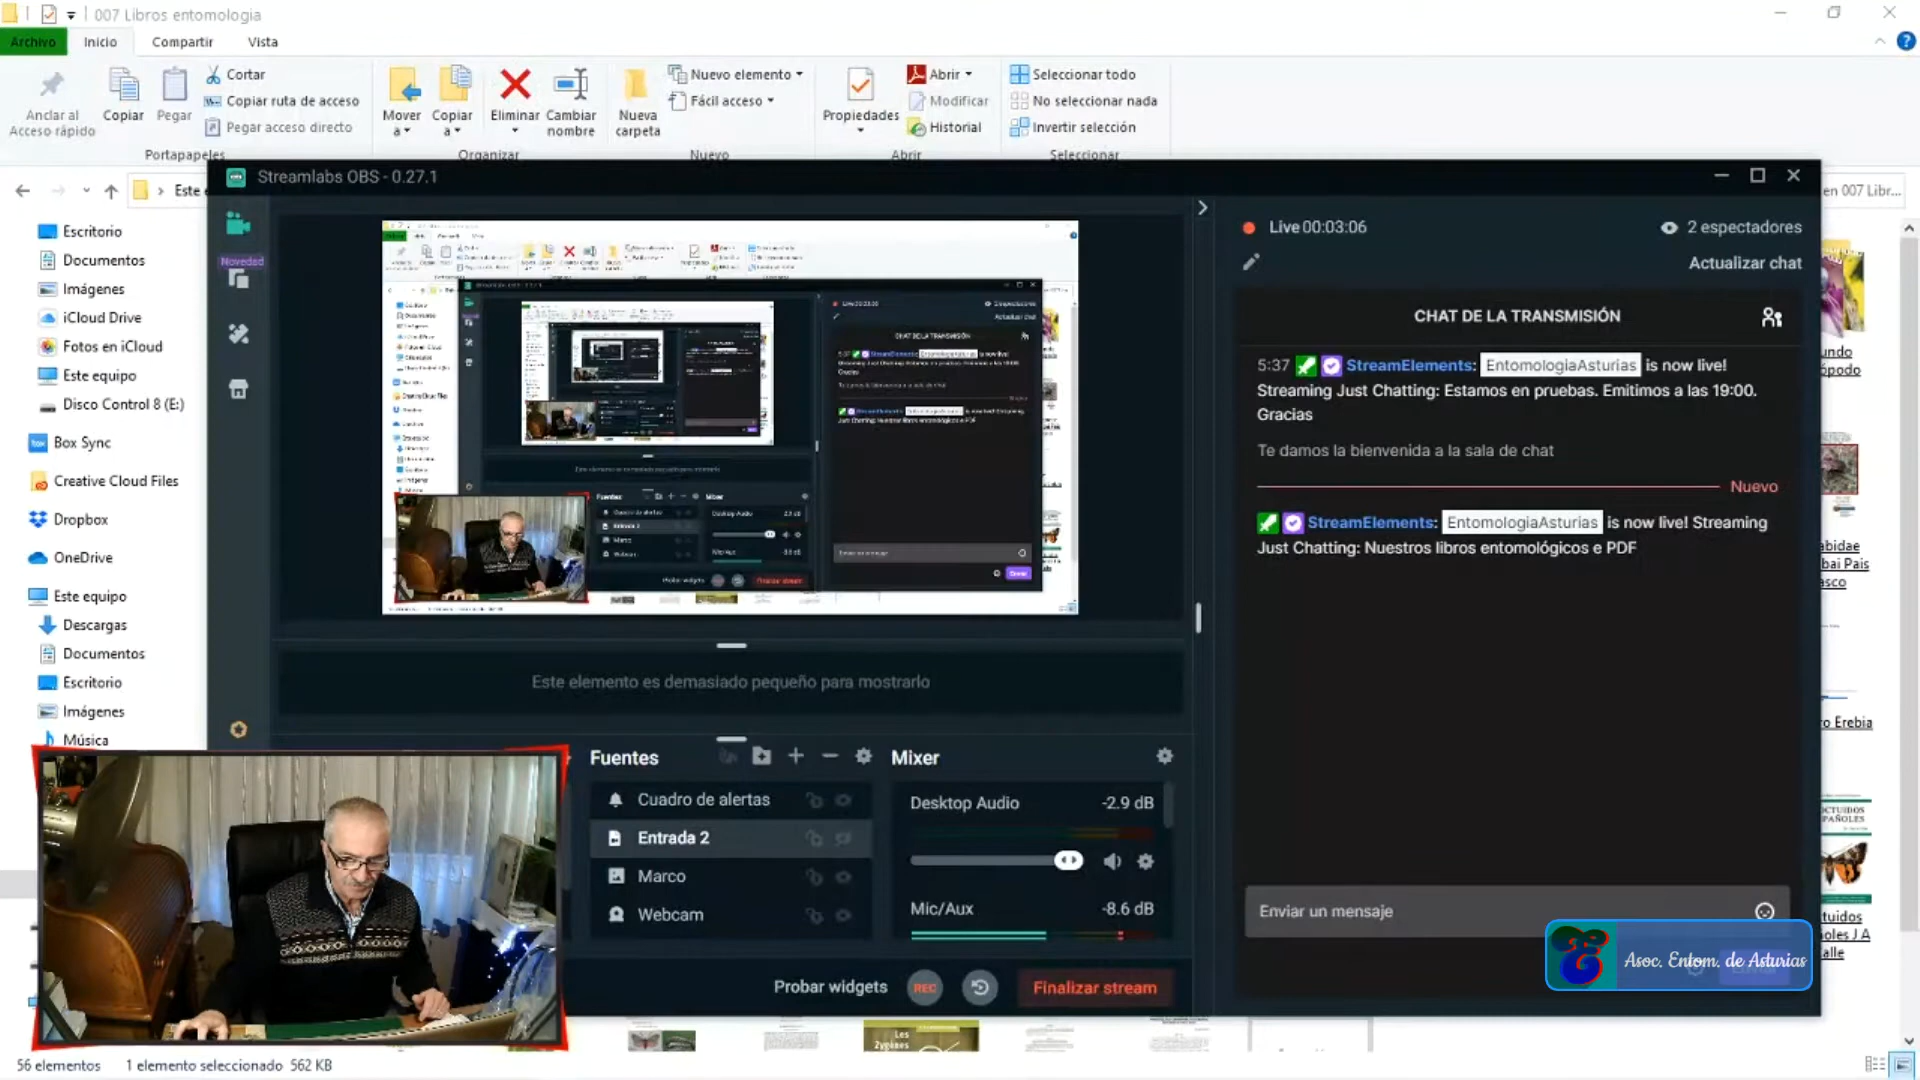 007 Libros entomologia
Archivo
Inicio
Compartir
Vista
Anclar al
Acceso rápido
Copiar
Pegar
Cortar
Copiar ruta de acceso
Pegar acceso directo
Portapapeles
Mover
a
Copiar
a
Eliminar
Cambiar
nombre
Organizar
Nueva
carpeta
Nuevo elemento
Fácil acceso
Nuevo
Propiedades
Abrir
Modificar
Historial
Abrir
Seleccionar todo
No seleccionar nada
Invertir selección
Seleccionar
Este
en 007 Libr...
Escritorio
Documentos
Imágenes
iCloud Drive
Fotos en iCloud
Este equipo
Disco Control 8 (E:)
Box Sync
Creative Cloud Files
Dropbox
OneDrive
Este equipo
Descargas
Documentos
Escritorio
Imágenes
Música
Streamlabs OBS - 0.27.1
Novedad
Live 00:03:06
2 espectadores
Actualizar chat
CHAT DE LA TRANSMISIÓN
5:37 StreamElements: EntomologiaAsturias is now live!
Streaming Just Chatting: Estamos en pruebas. Emitimos a las 19:00.
Gracias
Te damos la bienvenida a la sala de chat
Nuevo
StreamElements: EntomologiaAsturias is now live! Streaming
Just Chatting: Nuestros libros entomológicos e PDF
Este elemento es demasiado pequeño para mostrarlo
Fuentes
Cuadro de alertas
Entrada 2
Marco
Webcam
Mixer
Desktop Audio
-2.9 dB
Mic/Aux
-8.6 dB
Probar widgets
REC
Finalizar stream
Enviar un mensaje
Asoc. Entom. de Asturias
Les
Zygènes
56 elementos
1 elemento seleccionado 562 KB